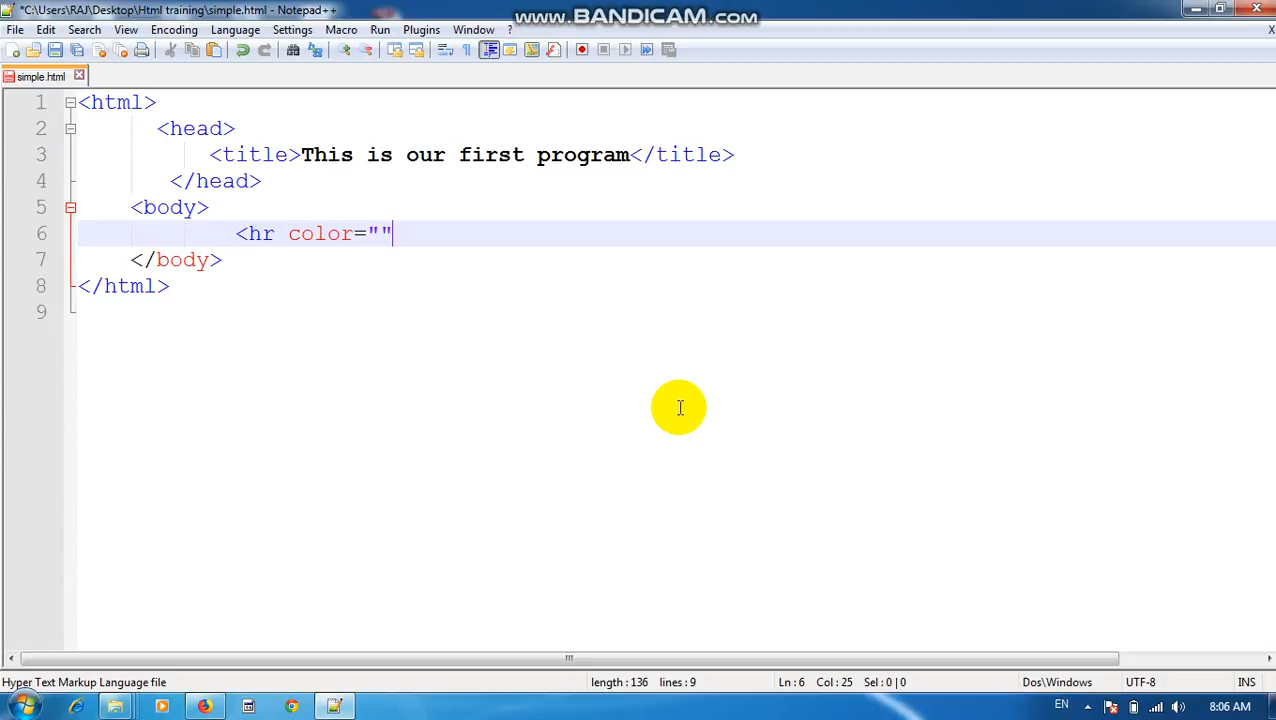 *C:\Users\RAJ\Desktop\Html training\simple.html - Notepad++
www.BANDICAM.com
File Edit Search View Encoding Language Settings Macro Run Plugins Window ? X
simple.html
1 <html>
2 <head>
3 <title>This is our first program</title>
4 </head>
5 <body>
6 <hr color=""
7 </body>
8 </html>
9
Hyper Text Markup Language file length : 136 lines : 9 Ln : 6 Col : 25 Sel : 0 | 0 Dos\Windows UTF-8 INS
EN 8:06 AM